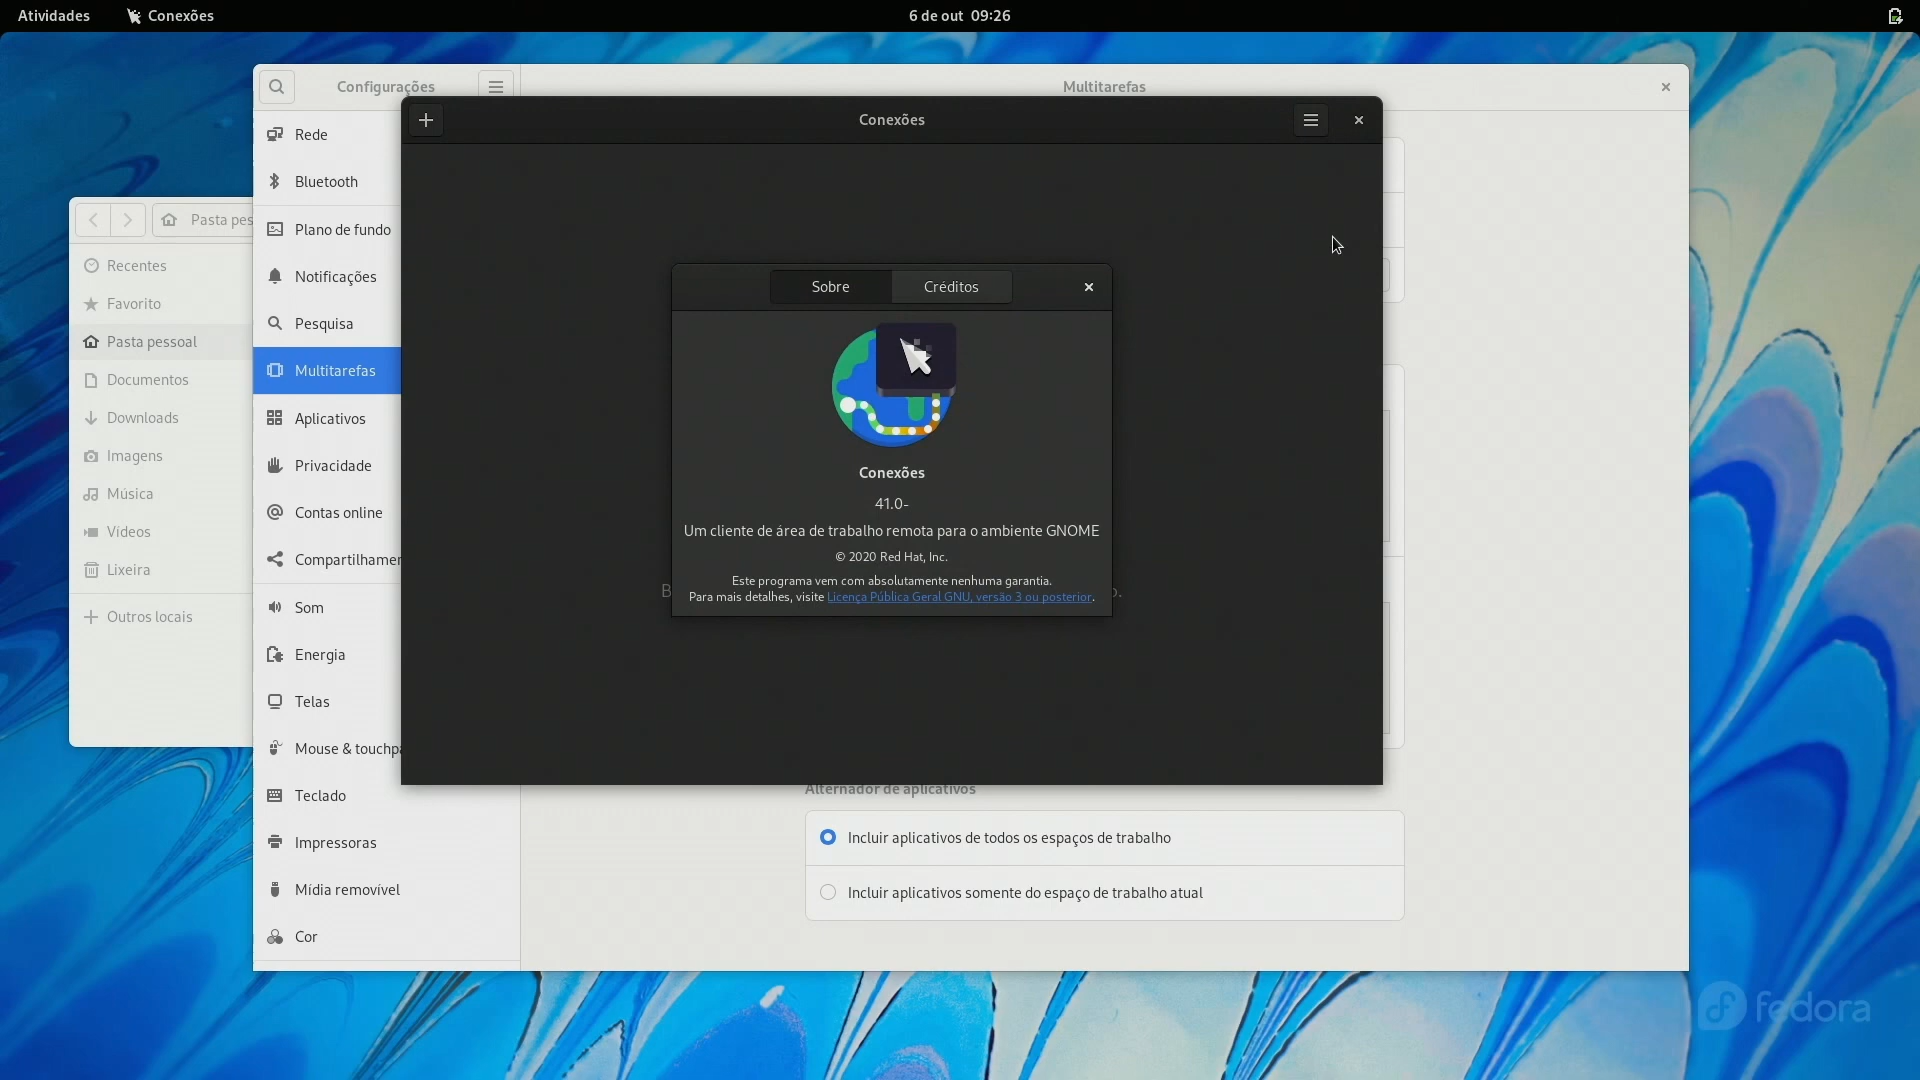 Atividades
Conexões
6 de out 09:26
Configurações
Multitarefas
Conexões
Rede
Bluetooth
Plano de fundo
Notificações
Pesquisa
Multitarefas
Aplicativos
Privacidade
Contas online
Compartilhamen
Som
Energia
Telas
Mouse & touchpa
Teclado
Impressoras
Mídia removível
Cor
Pasta pes
Recentes
Favorito
Pasta pessoal
Documentos
Downloads
Imagens
Música
Vídeos
Lixeira
Outros locais
Sobre
Créditos
Conexões
41.0-
Um cliente de área de trabalho remota para o ambiente GNOME
© 2020 Red Hat, Inc.
Este programa vem com absolutamente nenhuma garantia.
Para mais detalhes, visite Licença Pública Geral GNU, versão 3 ou posterior.
Alternador de aplicativos
Incluir aplicativos de todos os espaços de trabalho
Incluir aplicativos somente do espaço de trabalho atual
fedora